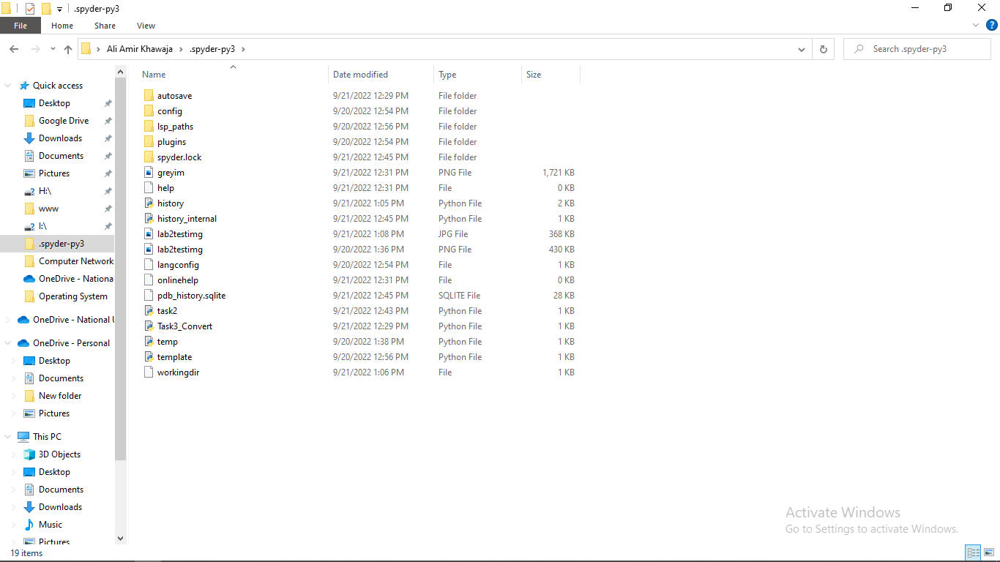 .spyder-py3
File Home Share View
Ali Amir Khawaja .spyder-py3 Search .spyder-py3
Quick access
Desktop
Google Drive
Downloads
Documents
Pictures
H:\
www
I:\
.spyder-py3
Computer Network
OneDrive - Nationa
Operating System
OneDrive - National U
OneDrive - Personal
Desktop
Documents
New folder
Pictures
This PC
3D Objects
Desktop
Documents
Downloads
Music
Pictures
Name Date modified Type Size
autosave 9/21/2022 12:29 PM File folder
config 9/20/2022 12:54 PM File folder
lsp_paths 9/20/2022 12:56 PM File folder
plugins 9/20/2022 12:54 PM File folder
spyder.lock 9/21/2022 12:45 PM File folder
greyim 9/21/2022 12:31 PM PNG File 1,721 KB
help 9/21/2022 12:31 PM File 0 KB
history 9/21/2022 1:05 PM Python File 2 KB
history_internal 9/21/2022 12:45 PM Python File 1 KB
lab2testimg 9/21/2022 1:08 PM JPG File 368 KB
lab2testimg 9/20/2022 1:36 PM PNG File 430 KB
langconfig 9/20/2022 12:54 PM File 1 KB
onlinehelp 9/21/2022 12:31 PM File 0 KB
pdb_history.sqlite 9/21/2022 12:45 PM SQLITE File 28 KB
task2 9/21/2022 12:43 PM Python File 1 KB
Task3_Convert 9/21/2022 12:29 PM Python File 1 KB
temp 9/20/2022 1:38 PM Python File 1 KB
template 9/20/2022 12:56 PM Python File 1 KB
workingdir 9/21/2022 1:06 PM File 1 KB
Activate Windows
Go to Settings to activate Windows.
19 items